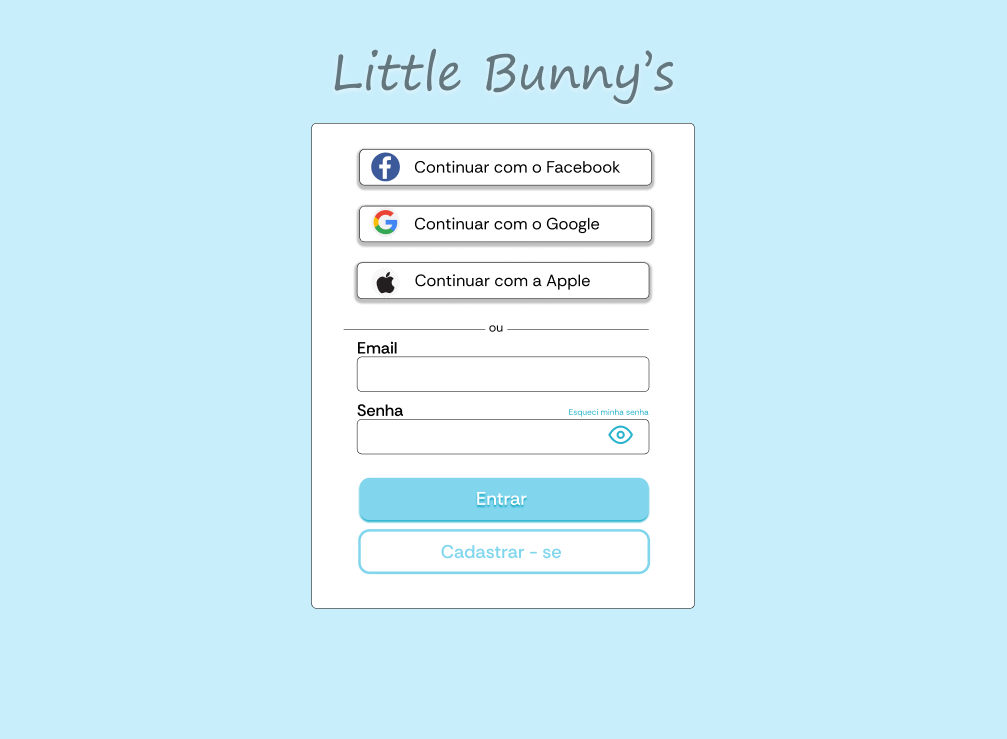 Little Bunny's
Continuar com o Facebook
Continuar com o Google
Continuar com a Apple
ou
Email
Senha
Esqueci minha senha
Entrar
Cadastrar - se